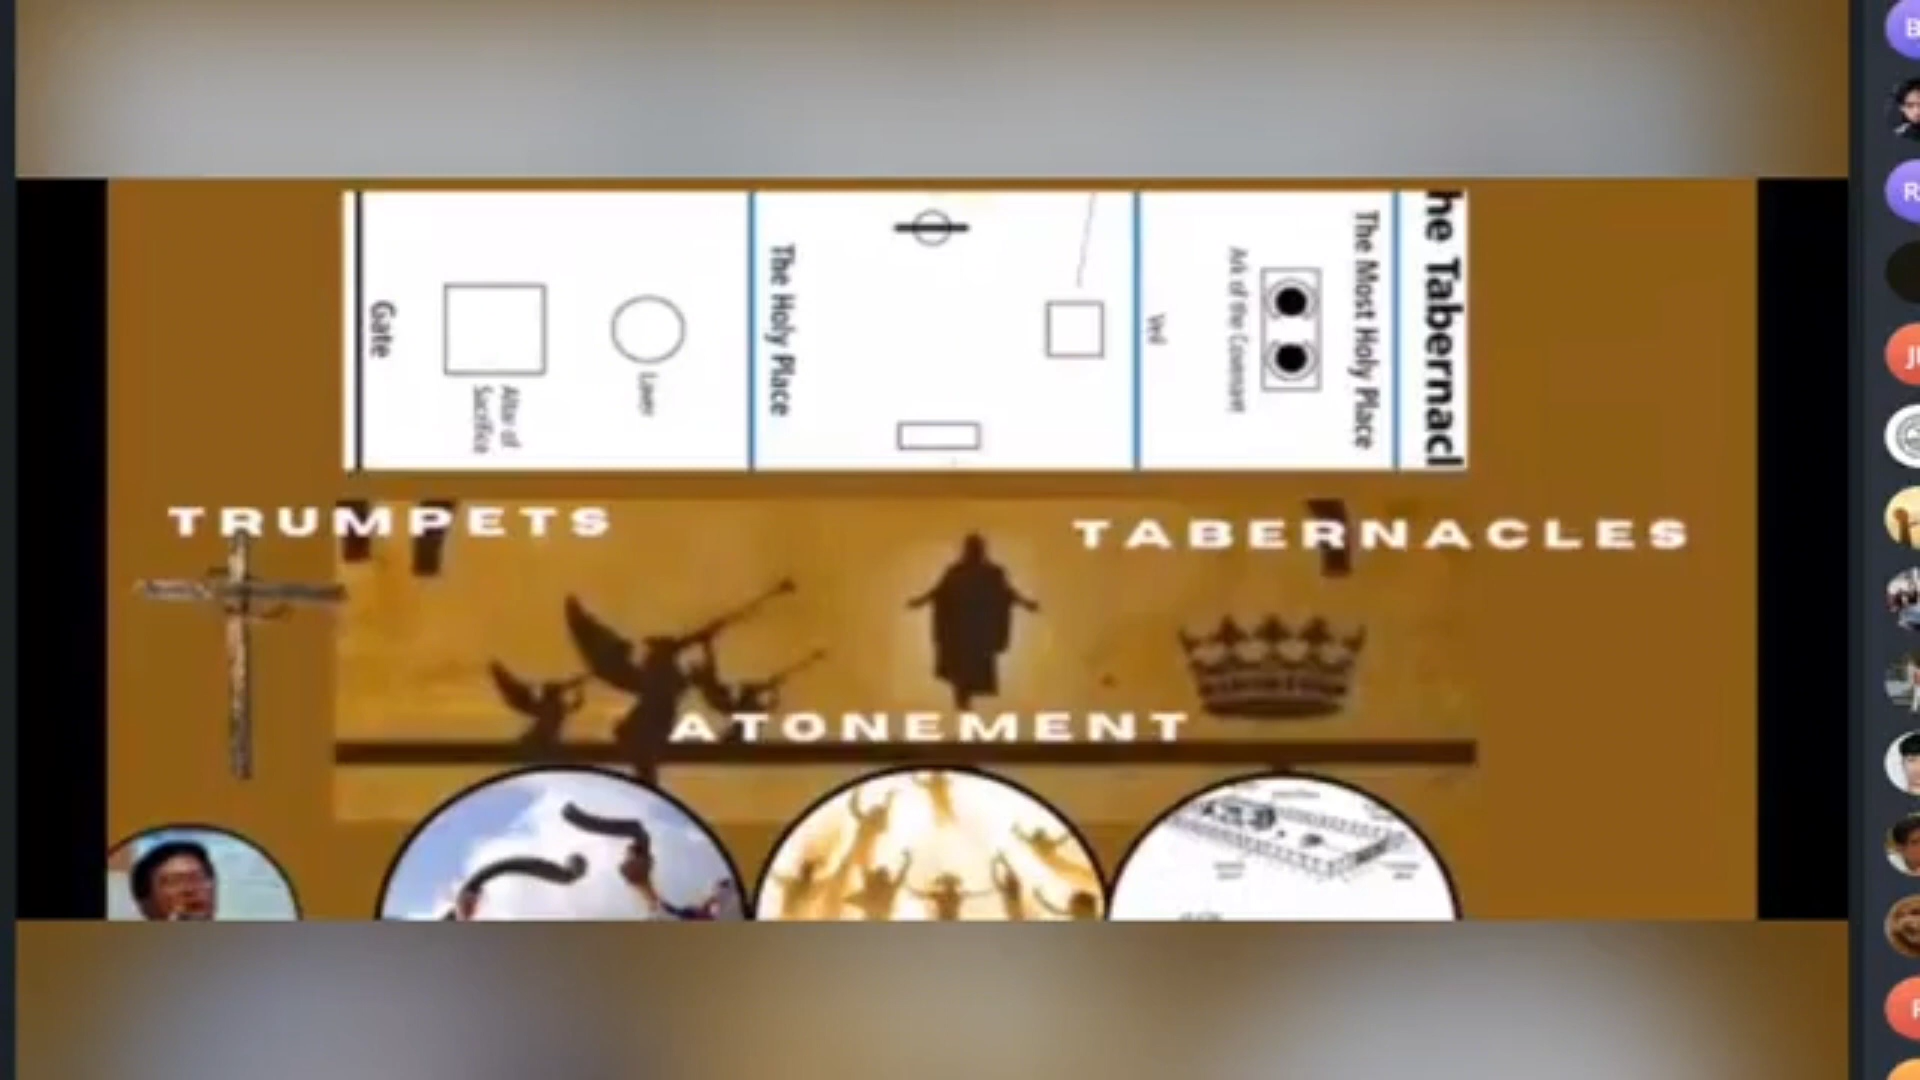 he Tabernacl
The Most Holy Place
Ark of the Covenant
Veil
The Holy Place
Laver
Altar of
Sacrifice
Gate
TRUMPETS
TABERNACLES
ATONEMENT
B
R